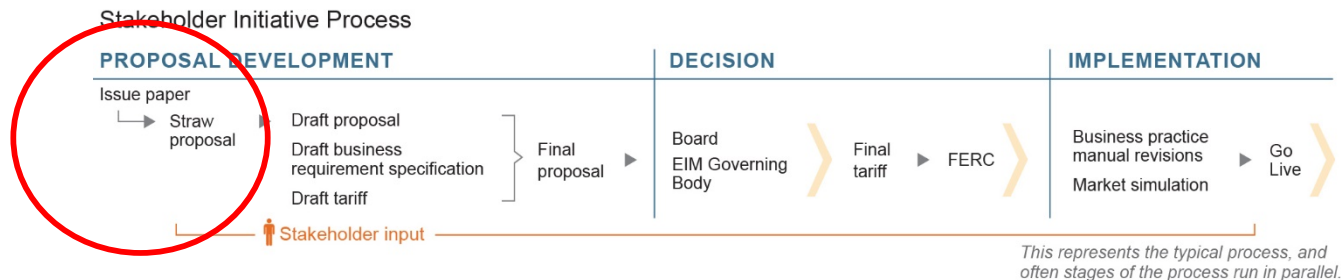 Stakeholder Initiative Process
PROPOSAL DEVELOPMENT
DECISION
IMPLEMENTATION
Issue paper
Straw
proposal
Draft proposal
Draft business
requirement specification
Draft tariff
Final
proposal
Board
EIM Governing
Body
Final
tariff
FERC
Business practice
manual revisions
Market simulation
Go
Live
Stakeholder input
This represents the typical process, and
often stages of the process run in parallel.